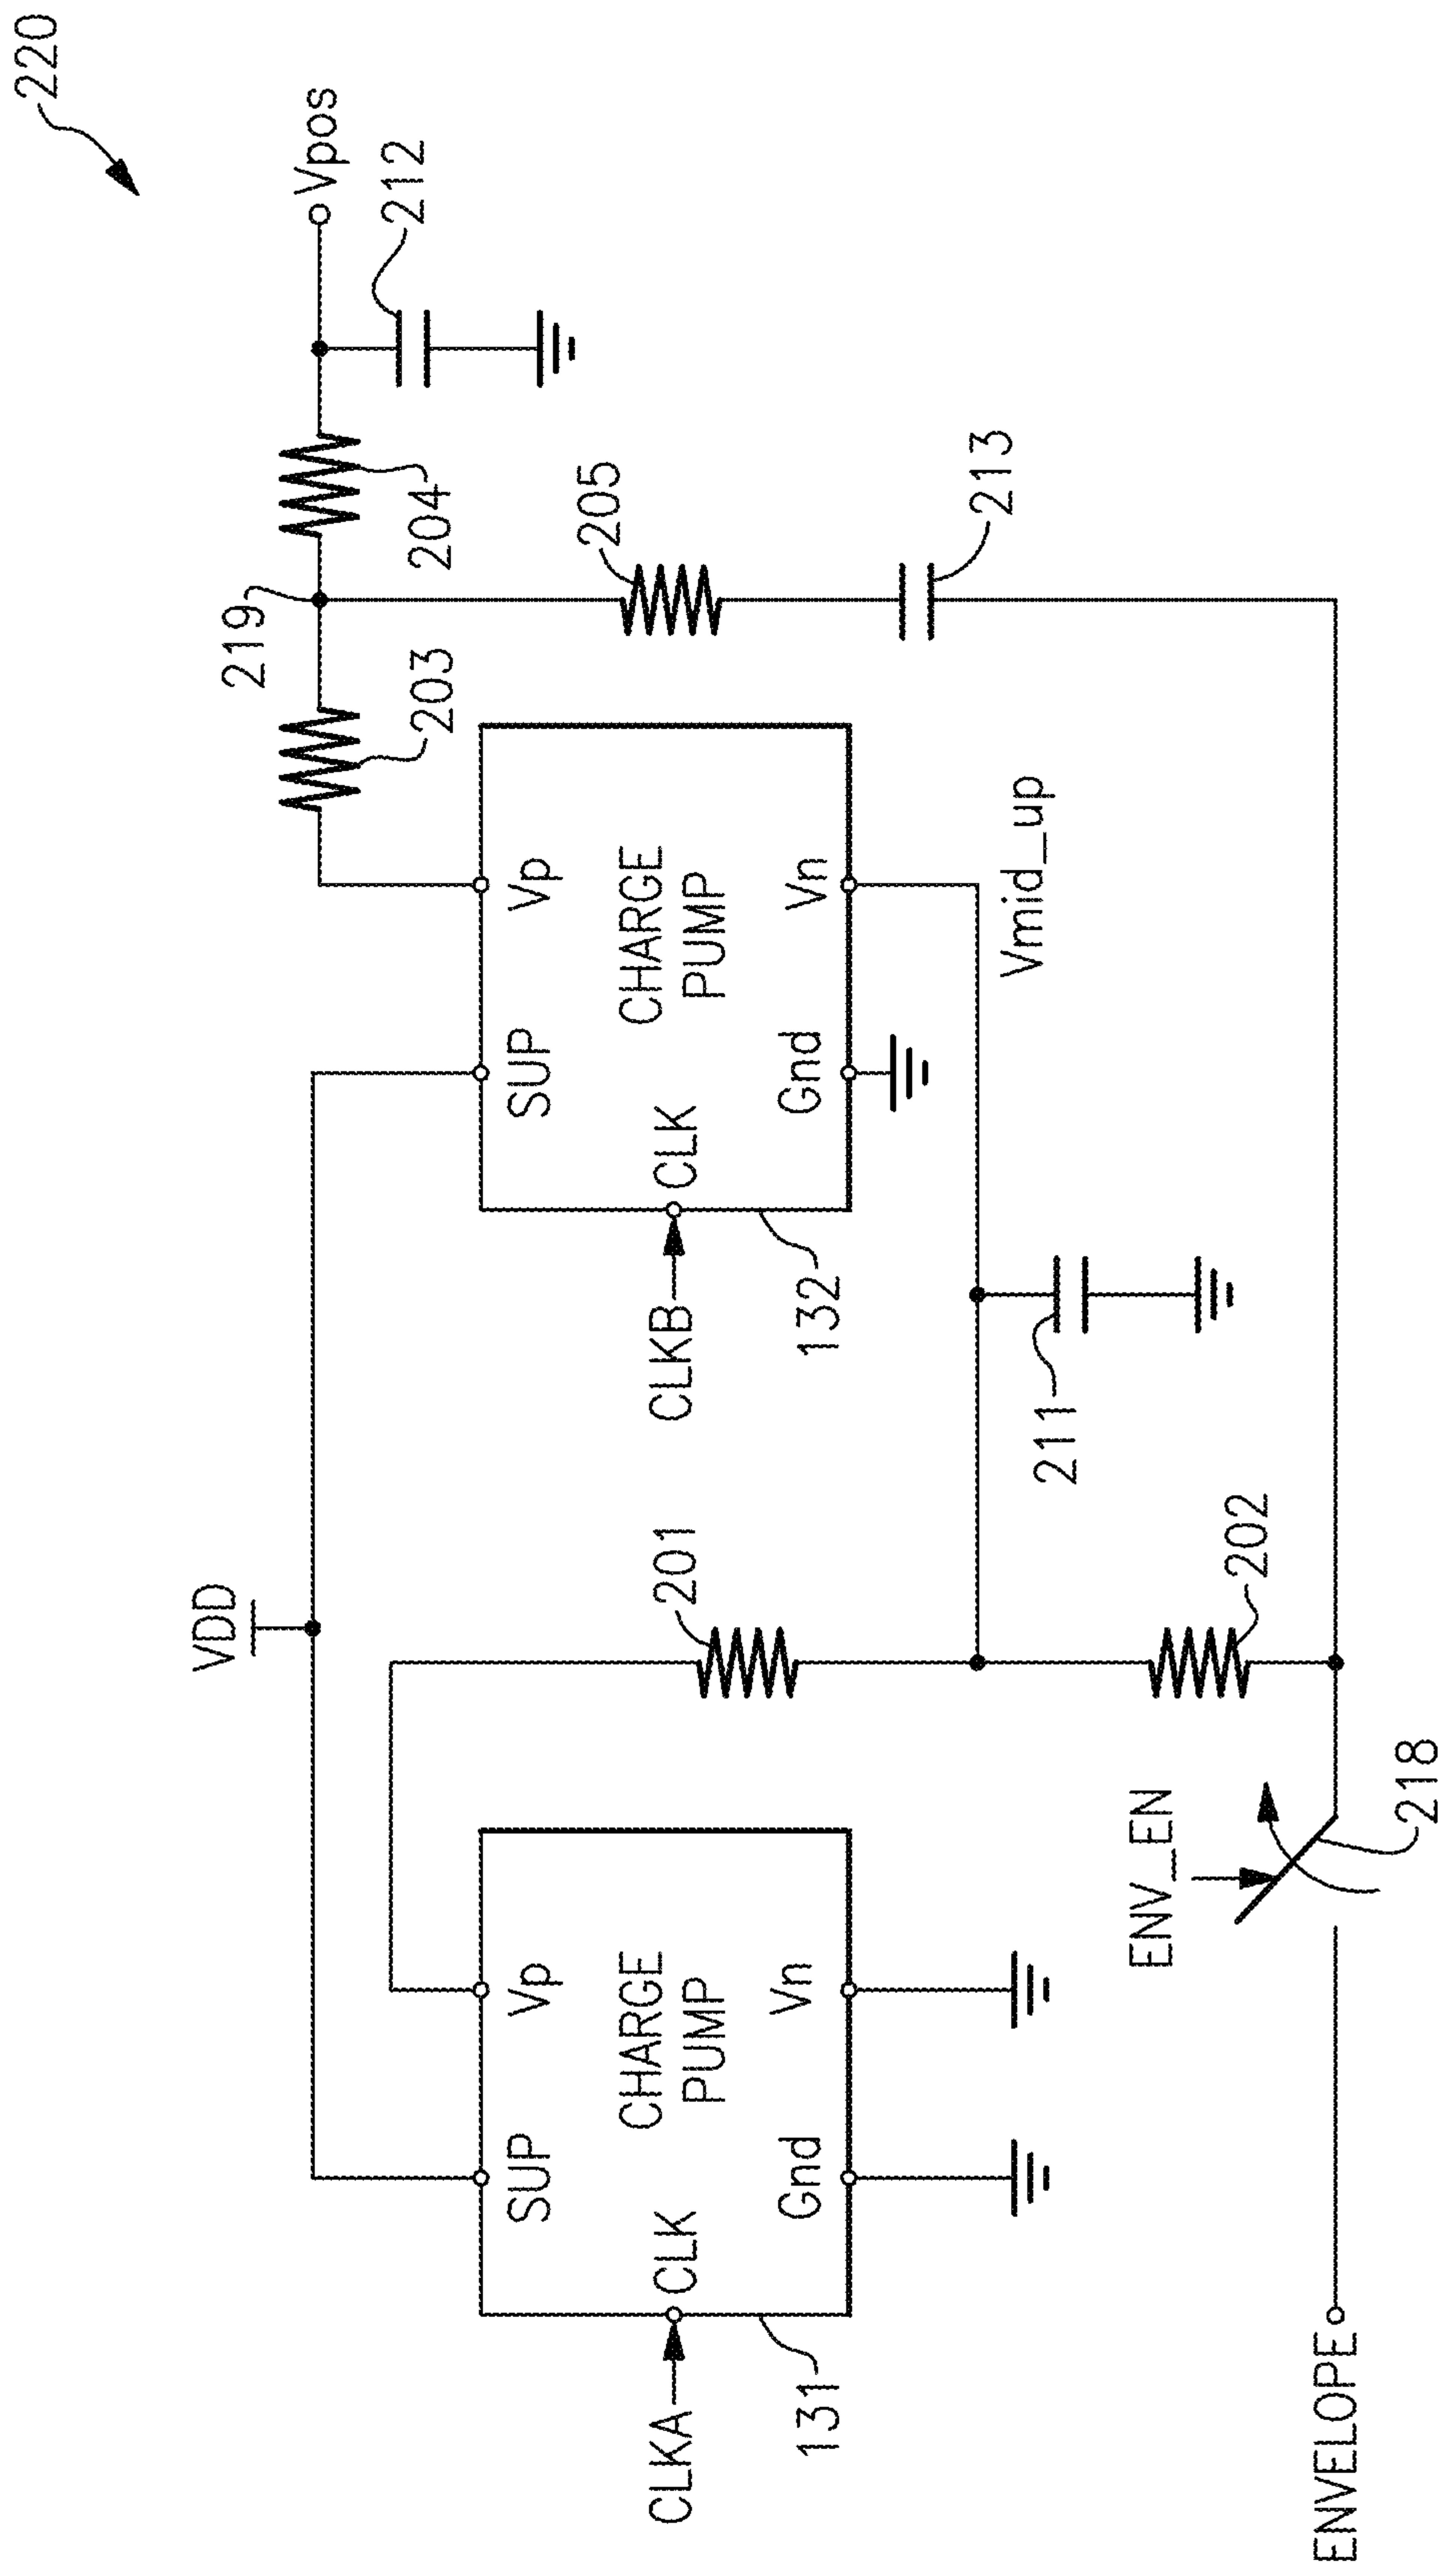 220
VDD
Vpos
219
203
204
212
205
213
SUP
Vp
CLKA
CLK
CHARGE
PUMP
Gnd
Vn
131
201
SUP
Vp
CLKB
CLK
CHARGE
PUMP
Gnd
Vn
132
Vmid_up
211
202
ENV_EN
218
ENVELOPE